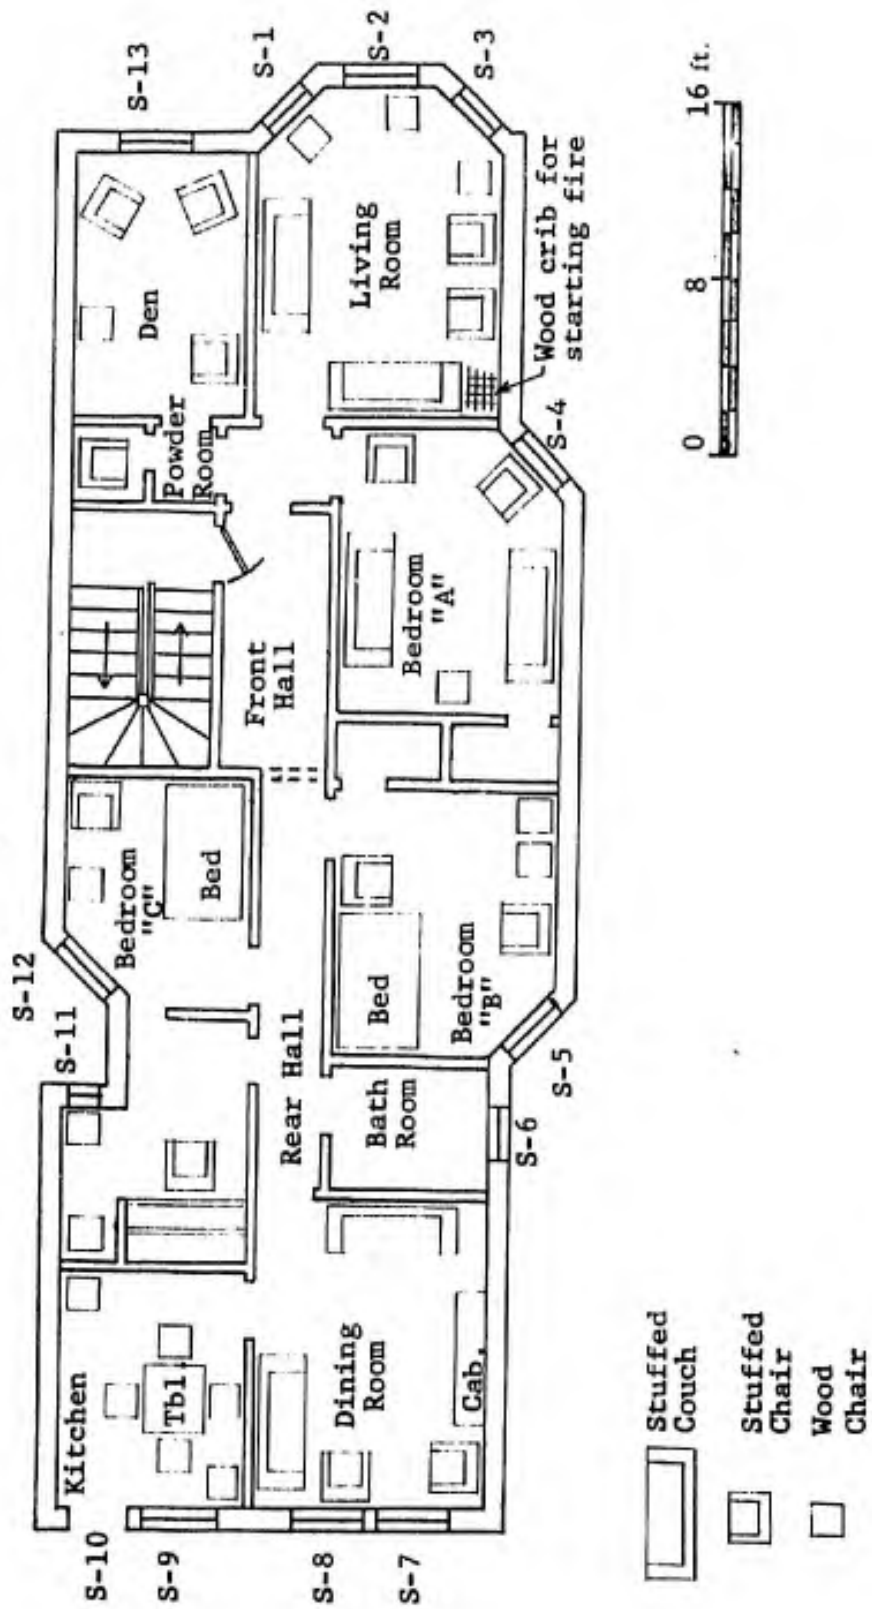 S-12
S-11
S-13
S-1
S-2
S-3
S-10
S-9
S-8
S-7
S-6
S-5
S-4
Kitchen
Tbl.
Bedroom
"C"
Bed
Powder
Room
Den
Rear Hall
Front
Hall
Living
Room
Dining
Room
Cab.
Bath
Room
Bed
Bedroom
"B"
Bedroom
"A"
Wood crib for
starting fire
Stuffed
Couch
Stuffed
Chair
Wood
Chair
0
8
16 ft.